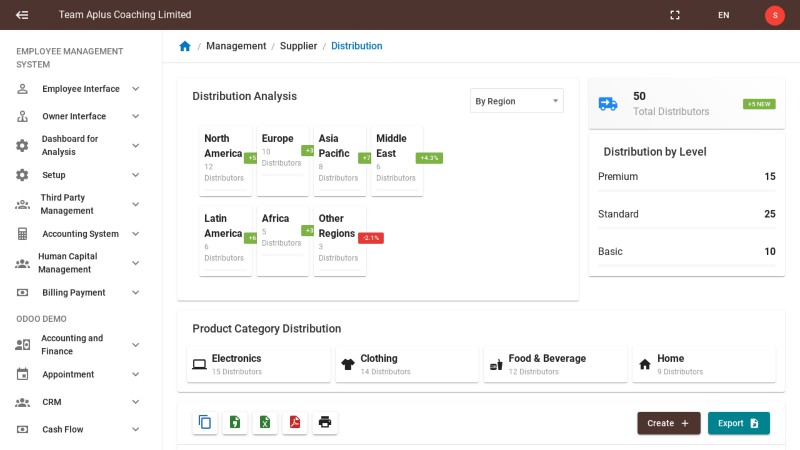 Team Aplus Coaching Limited
EN
S
EMPLOYEE MANAGEMENT
SYSTEM
Employee Interface
Owner Interface
Dashboard for
Analysis
Setup
Third Party
Management
Accounting System
Human Capital
Management
Billing Payment
ODOO DEMO
Accounting and
Finance
Appointment
CRM
Cash Flow
/ Management / Supplier / Distribution
Distribution Analysis
By Region
North
America
12
Distributors
Europe
10
Distributors
Asia
Pacific
8
Distributors
+7
Middle
East
6
Distributors
+4.3%
Latin
America
6
Distributors
Africa
5
Distributors
Other
Regions
3
Distributors
-2.1%
50
Total Distributors
+5 NEW
Distribution by Level
Premium 15
Standard 25
Basic 10
Product Category Distribution
Electronics
15 Distributors
Clothing
14 Distributors
Food & Beverage
12 Distributors
Home
9 Distributors
Create
Export